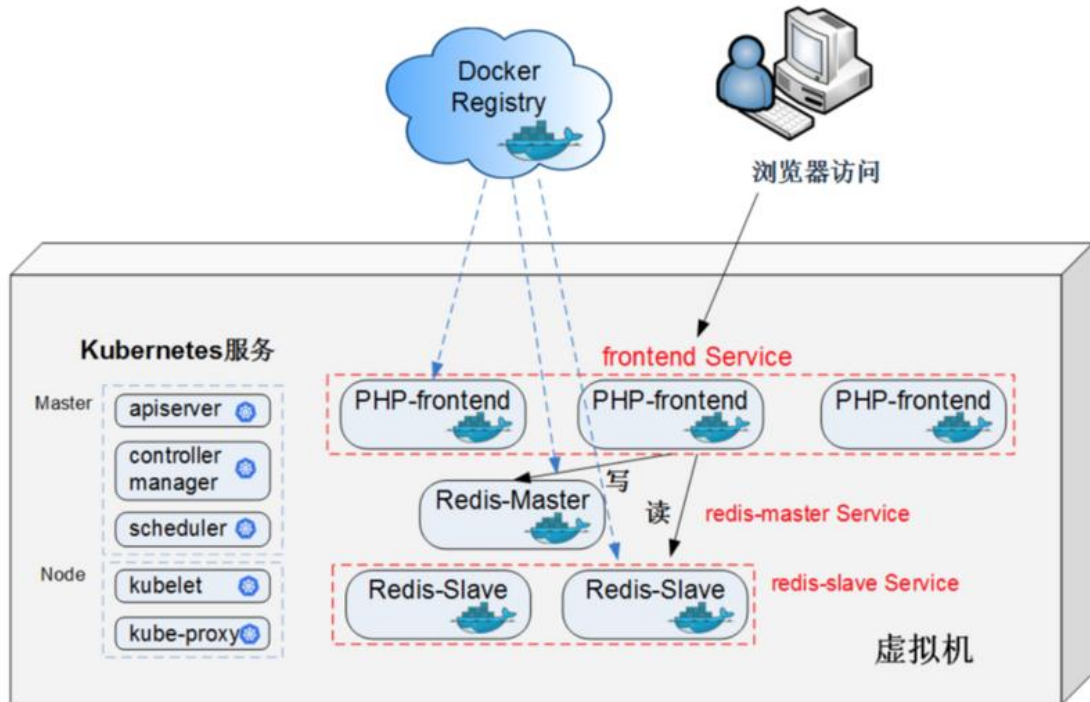 Docker
Registry
浏览器访问
Kubernetes服务
frontend Service
Master
apiserver
PHP-frontend
PHP-frontend
PHP-frontend
controller
manager
写
Redis-Master
scheduler
读
redis-master Service
Node
kubelet
Redis-Slave
Redis-Slave
redis-slave Service
kube-proxy
虚拟机